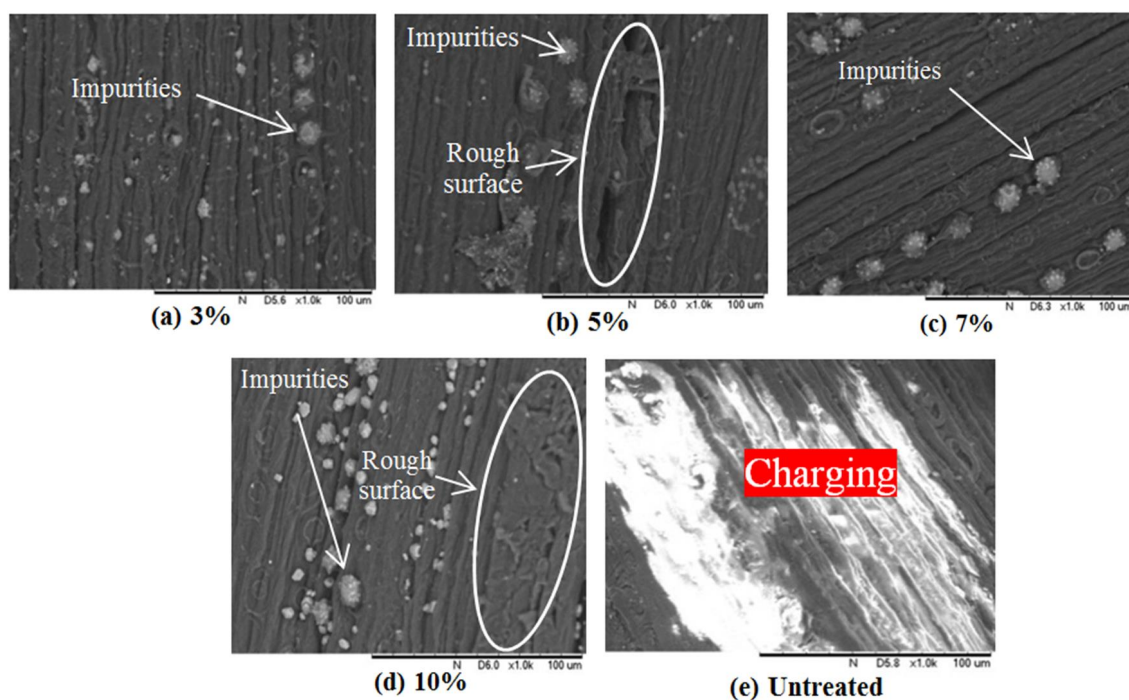 Impurities
N D5.6 x1.0k 100 um
(a) 3%
Impurities
Rough
surface
N D6.0 x1.0k 100 um
(b) 5%
Impurities
N D6.3 x1.0k 100 um
(c) 7%
Impurities
Rough
surface
N D6.0 x1.0k 100 um
(d) 10%
Charging
N D5.8 x1.0k 100 um
(e) Untreated